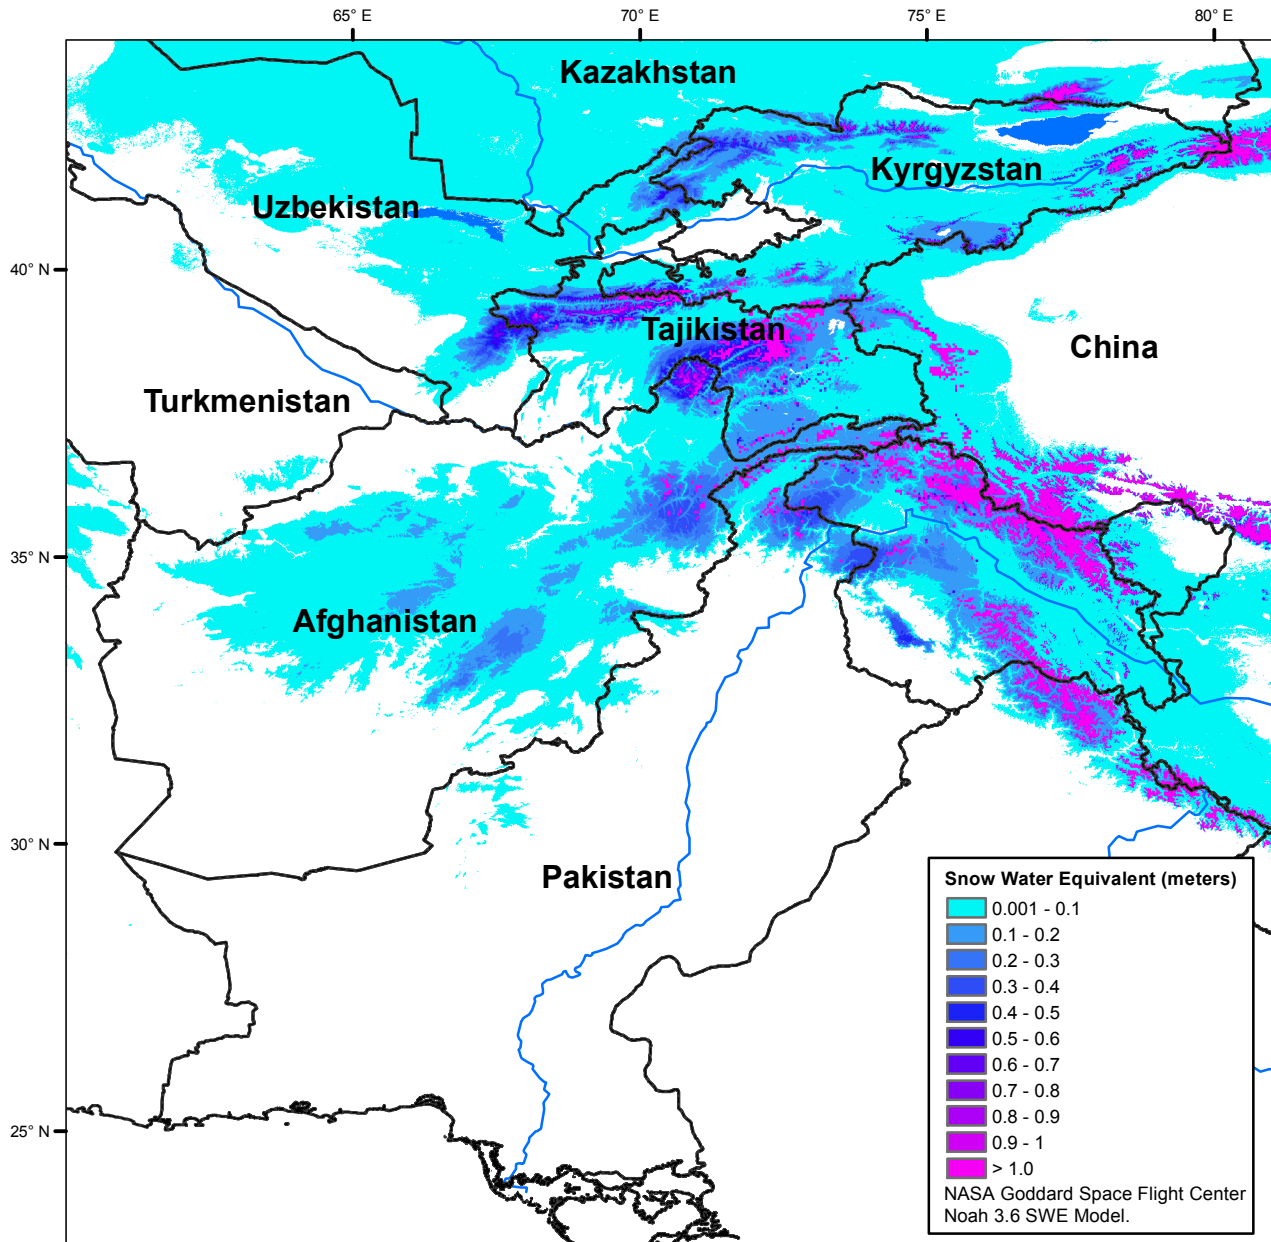 65° E
70° E
75° E
80° E
Kazakhstan
Kyrgyzstan
Uzbekistan
40° N
Tajikistan
China
Turkmenistan
35° N
Afghanistan
30° N
Pakistan
25° N
Snow Water Equivalent (meters)
0.001 - 0.1
0.1 - 0.2
0.2 - 0.3
0.3 - 0.4
0.4 - 0.5
0.5 - 0.6
0.6 - 0.7
0.7 - 0.8
0.8 - 0.9
0.9 - 1
> 1.0
NASA Goddard Space Flight Center
Noah 3.6 SWE Model.